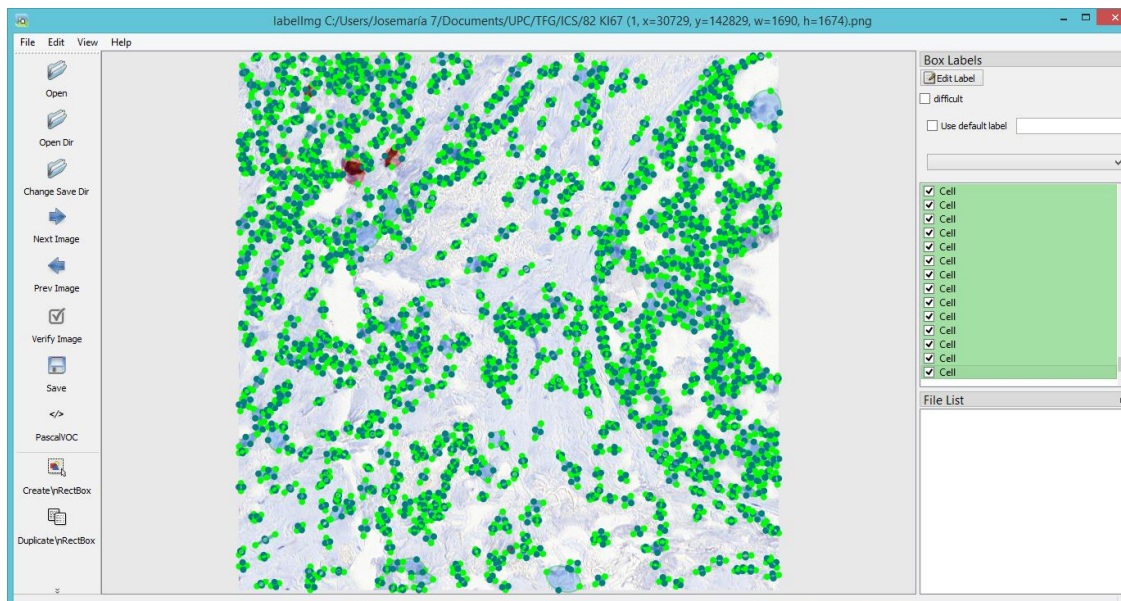 labelImg C:/Users/Josemaría 7/Documents/UPC/TFG/ICS/82 KI67 (1, x=30729, y=142829, w=1690, h=1674).png
File Edit View Help
Open
Open Dir
Change Save Dir
Next Image
Prev Image
Verify Image
Save
</>
PascalVOC
Create\nRectBox
Duplicate\nRectBox
Box Labels
Edit Label
difficult
Use default label
Cell
Cell
Cell
Cell
Cell
Cell
Cell
Cell
Cell
Cell
Cell
Cell
Cell
Cell
File List